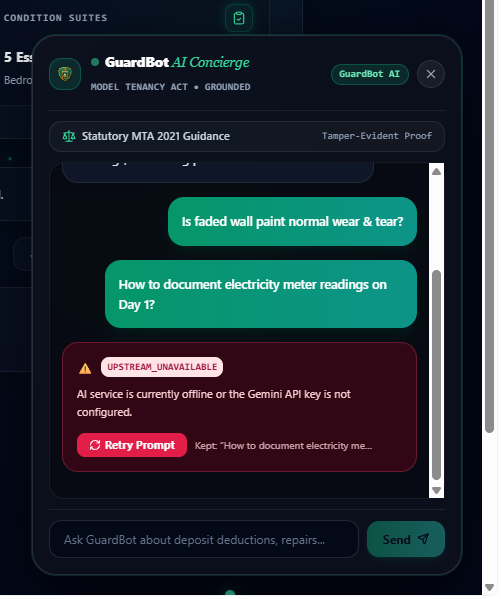 CONDITION SUITES
5 Ess
Bedro
GuardBot AI Concierge
MODEL TENANCY ACT • GROUNDED
GuardBot AI
Statutory MTA 2021 Guidance
Tamper-Evident Proof
Is faded wall paint normal wear & tear?
How to document electricity meter readings on
Day 1?
UPSTREAM_UNAVAILABLE
AI service is currently offline or the Gemini API key is not
configured.
Retry Prompt
Kept: "How to document electricity me...
Ask GuardBot about deposit deductions, repairs...
Send